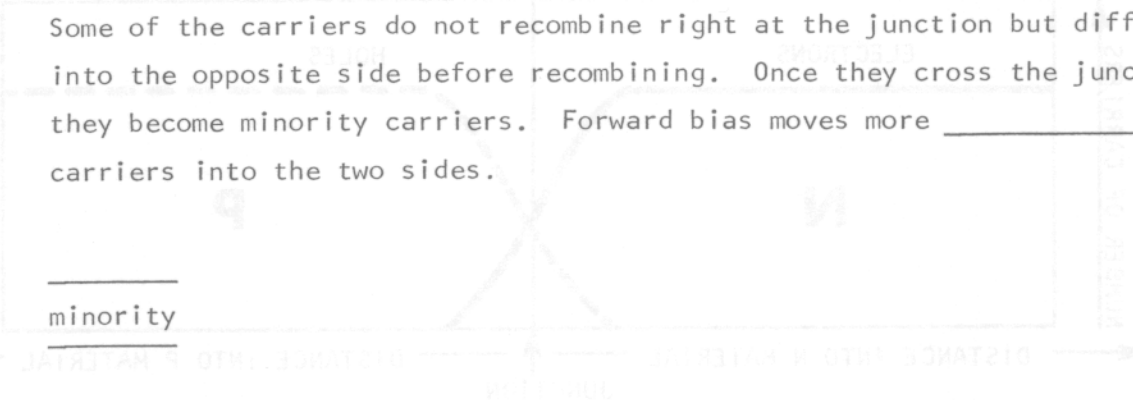 Some of the carriers do not recombine right at the junction but diff
into the opposite side before recombining. Once they cross the junc
they become minority carriers. Forward bias moves more ____________
carriers into the two sides.
minority